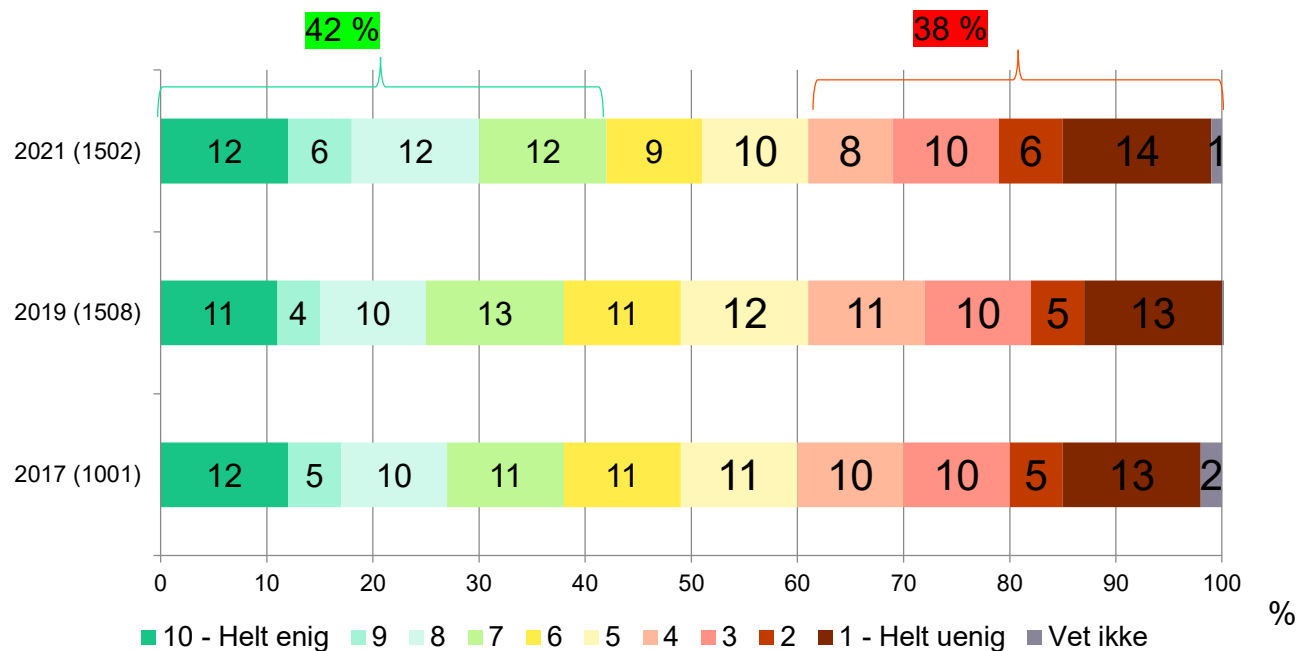 42 % 38 %
2021 (1502) 12 6 12 12 9 10 8 10 6 14 1
2019 (1508) 11 4 10 13 11 12 11 10 5 13
2017 (1001) 12 5 10 11 11 11 10 10 5 13 2
0 10 20 30 40 50 60 70 80 90 100
%
10 - Helt enig 9 8 7 6 5 4 3 2 1 - Helt uenig Vet ikke